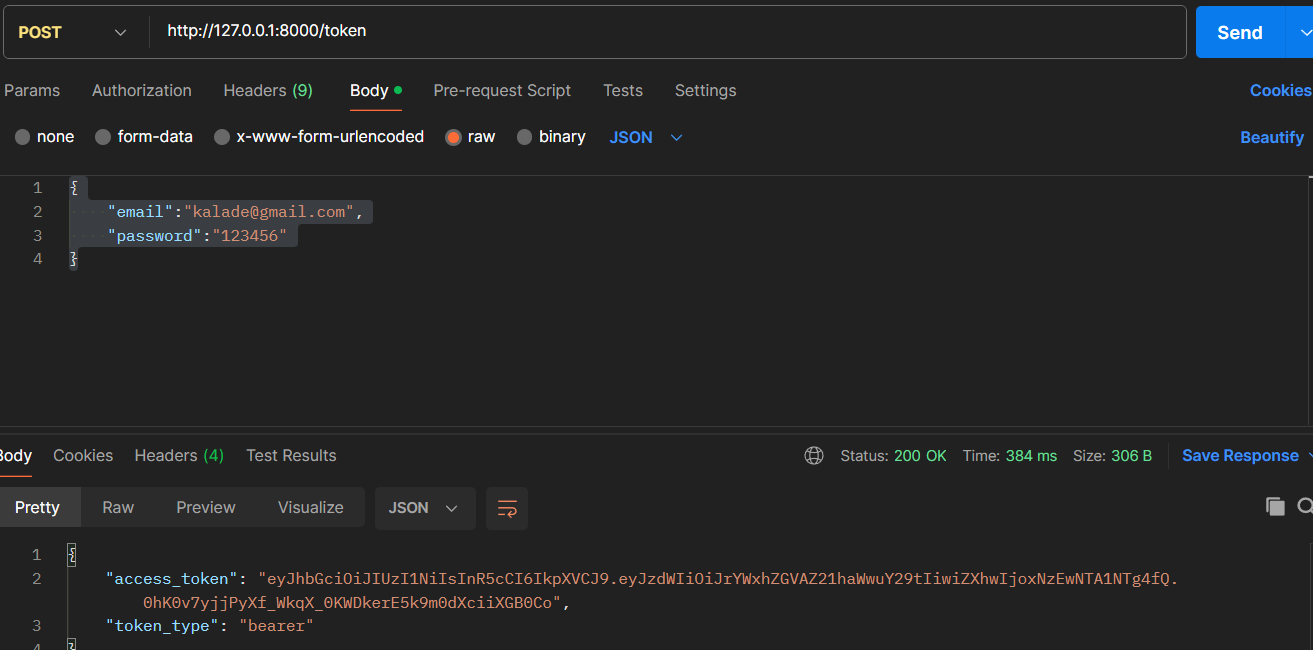 POST http://127.0.0.1:8000/token Send
Params Authorization Headers (9) Body Pre-request Script Tests Settings Cookies
none form-data x-www-form-urlencoded raw binary JSON Beautify
1 {
2 "email":"kalade@gmail.com",
3 "password":"123456"
4 }
Body Cookies Headers (4) Test Results Status: 200 OK Time: 384 ms Size: 306 B Save Response
Pretty Raw Preview Visualize JSON
1 {
2 "access_token": "eyJhbGciOiJIUzI1NiIsInR5cCI6IkpXVCJ9.eyJzdWIiOiJrYWxhZGVAZ21haWwuY29tIiwiZXhwIjoxNzEwNTA1NTg4fQ.
0hK0v7yjjPyXf_WkqX_0KWDkerE5k9m0dXciiXGB0Co",
3 "token_type": "bearer"
4 }